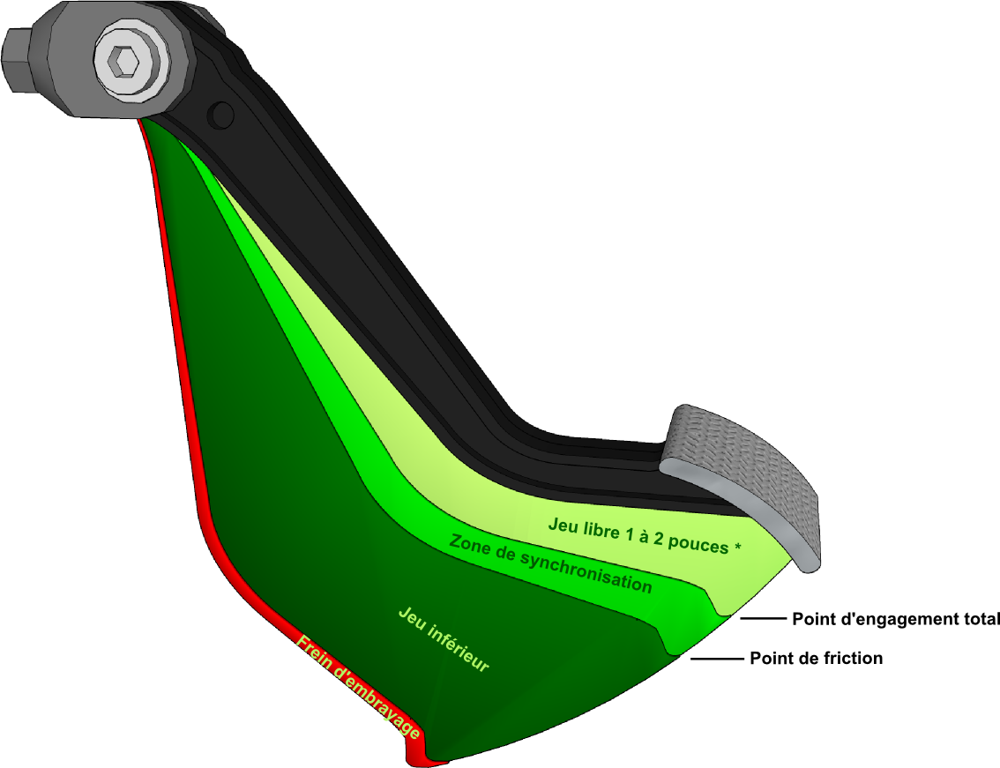 Jeu libre 1 à 2 pouces *
Zone de synchronisation
Point d'engagement total
Jeu inférieur
Point de friction
Frein d'embrayage